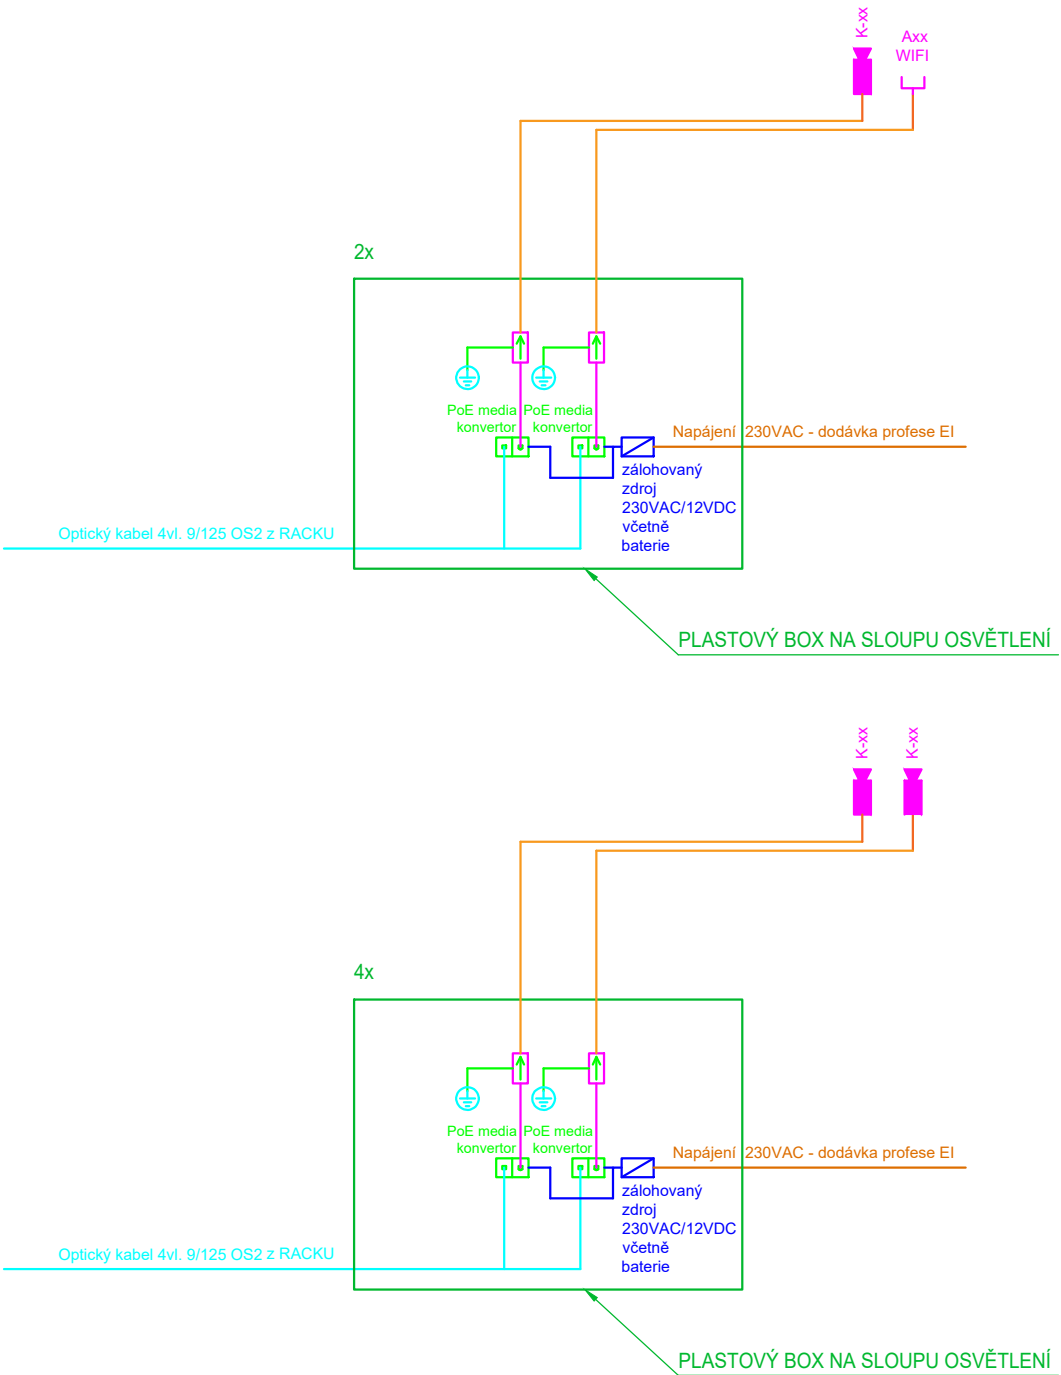 K-xx
Axx
WIFI
2x
PoE media
konvertor
PoE media
konvertor
Napájení 230VAC - dodávka profese EI
zálohovaný
zdroj
230VAC/12VDC
včetně
baterie
Optický kabel 4vl. 9/125 OS2 z RACKU
PLASTOVÝ BOX NA SLOUPU OSVĚTLENÍ
K-xx
K-xx
4x
PoE media
konvertor
PoE media
konvertor
Napájení 230VAC - dodávka profese EI
zálohovaný
zdroj
230VAC/12VDC
včetně
baterie
Optický kabel 4vl. 9/125 OS2 z RACKU
PLASTOVÝ BOX NA SLOUPU OSVĚTLENÍ